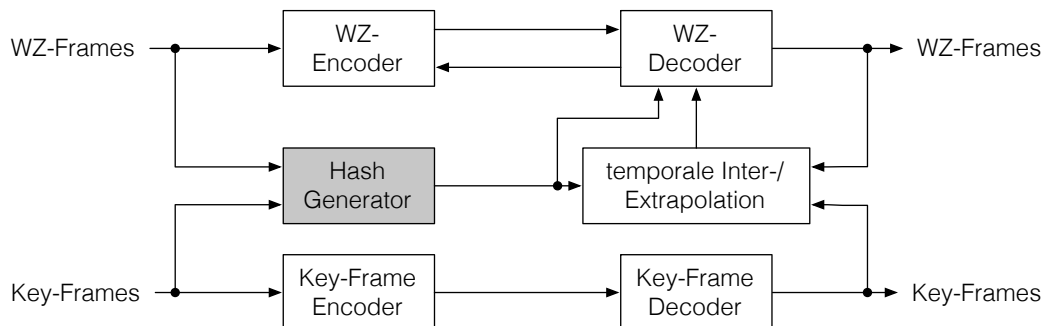 WZ-Frames
WZ-
Encoder
WZ-
Decoder
WZ-Frames
Hash
Generator
temporale Inter-/
Extrapolation
Key-Frames
Key-Frame
Encoder
Key-Frame
Decoder
Key-Frames